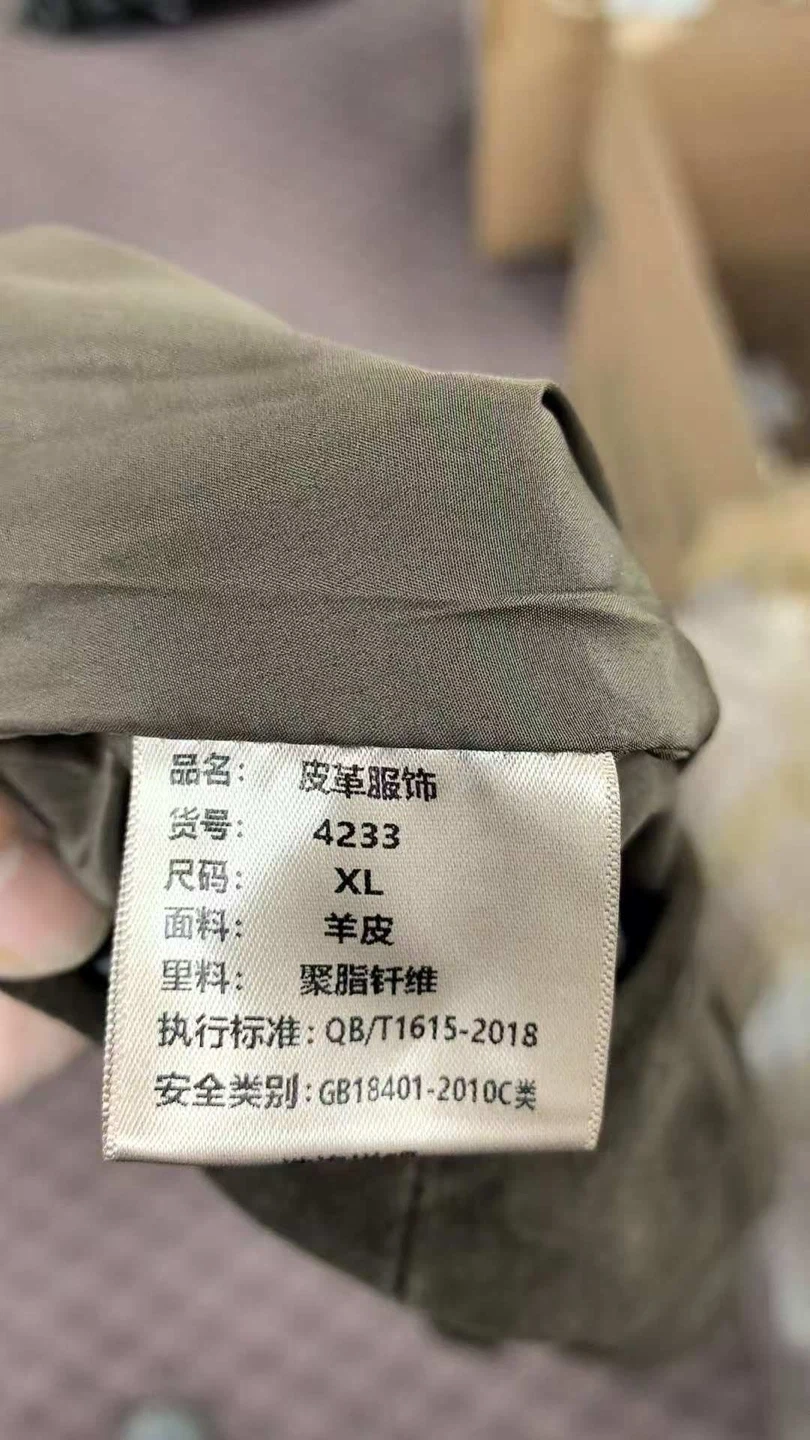 品名： 皮革服饰
货号： 4233
尺码： XL
面料： 羊皮
里料： 聚脂钎维
执行标准：QB/T1615-2018
安全类别：GB18401-2010C类